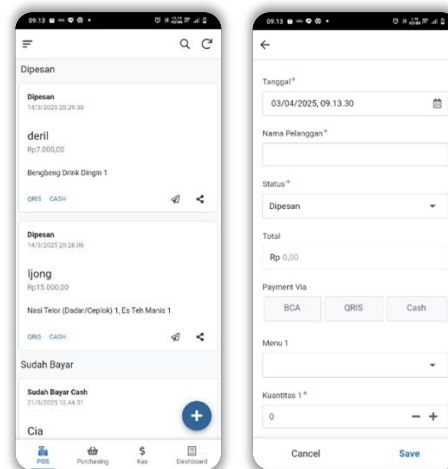 09.13
Dipesan
Dipesan
14/3/2025 20.29.30
deril
Rp7.000,00
Bengbeng Drink Dingin 1
QRIS CASH
Dipesan
14/3/2025 20.28.08
Ijong
Rp15.000,00
Nasi Telor (Dadar/Ceplok) 1, Es Teh Manis 1
QRIS CASH
Sudah Bayar
Sudah Bayar Cash
21/3/2025 12.44.51
Cia
POS Purchasing Kas Dashboard
09.13
Tanggal*
03/04/2025, 09.13.30
Nama Pelanggan*
Status*
Dipesan
Total
Rp 0,00
Payment Via
BCA QRIS Cash
Menu 1
Kuantitas 1*
0
Cancel Save